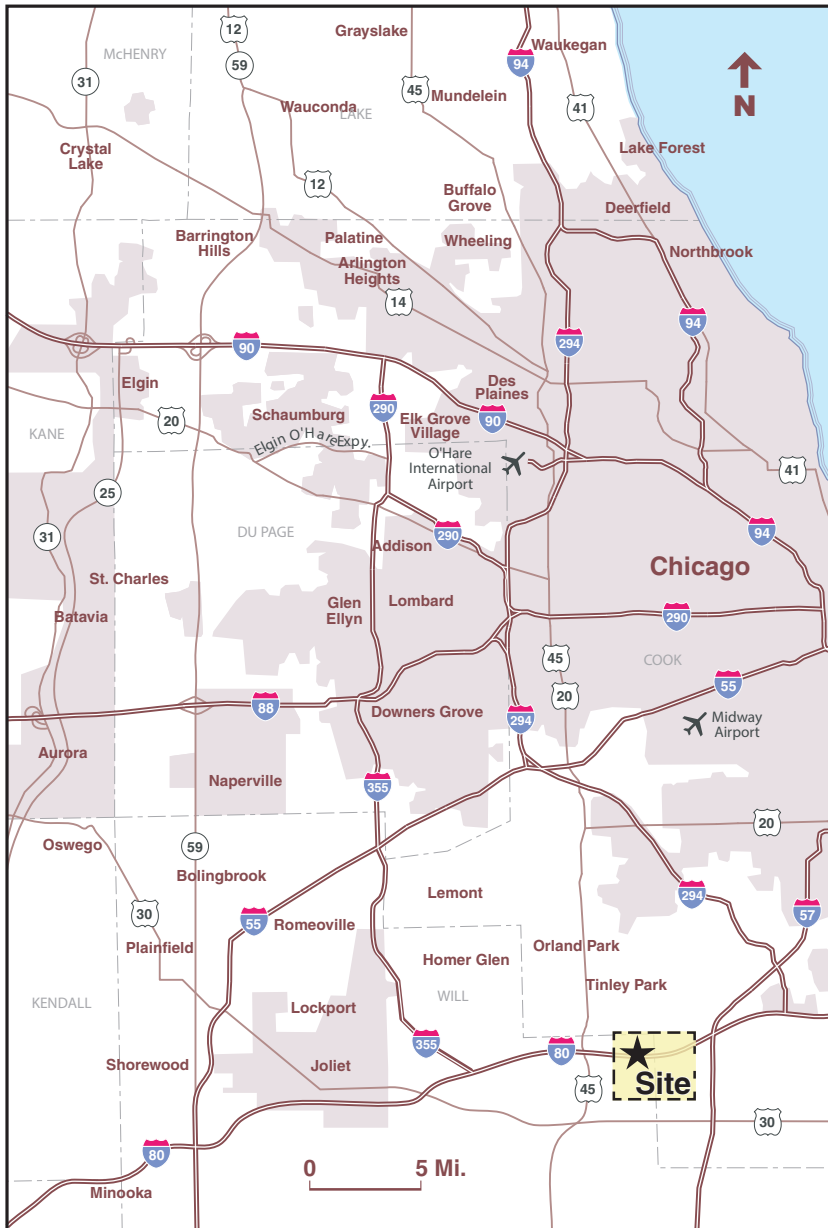 12
Grayslake
Waukegan
McHENRY
59
94
31
45
Mundelein
41
Wauconda
LAKE
N
Crystal
Lake
Lake Forest
12
Buffalo
Grove
Deerfield
Barrington
Hills
Palatine
Wheeling
Northbrook
Arlington
Heights
14
94
90
294
Elgin
Des
Plaines
290
Schaumburg
Elk Grove
Village
90
20
KANE
Elgin O'Hare Expy.
O'Hare
International
Airport
41
25
31
DU PAGE
290
94
Addison
Chicago
St. Charles
Glen
Ellyn
Lombard
Batavia
290
45
COOK
55
20
88
Downers Grove
294
Midway
Airport
Aurora
Naperville
355
20
Oswego
59
Bolingbrook
Lemont
294
30
55
Romeoville
57
Plainfield
Orland Park
Homer Glen
Tinley Park
KENDALL
WILL
Lockport
355
80
Shorewood
Joliet
Site
45
30
80
0 5 Mi.
Minooka